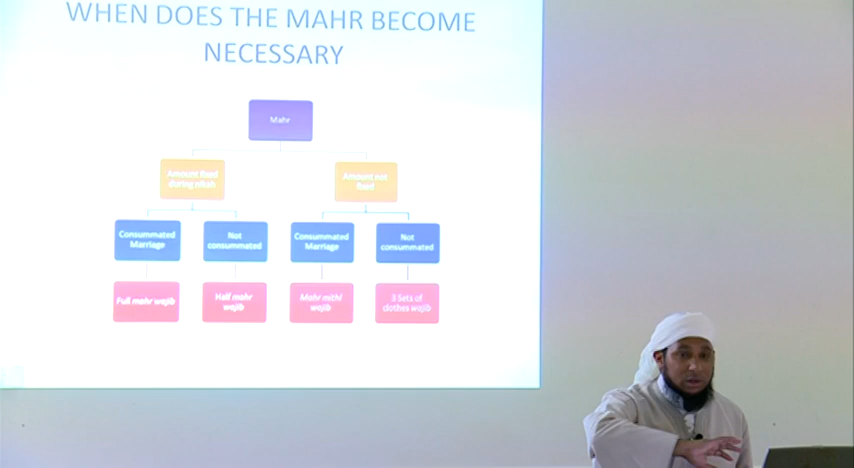 WHEN DOES THE MAHR BECOME
NECESSARY
Mahr
Amount fixed
during nikah
Amount not
fixed
Consummated
Marriage
Not
consummated
Consummated
Marriage
Not
consummated
Full mahr wajib
Half mahr
wajib
Mahr mithl
wajib
3 Sets of
clothes wajib